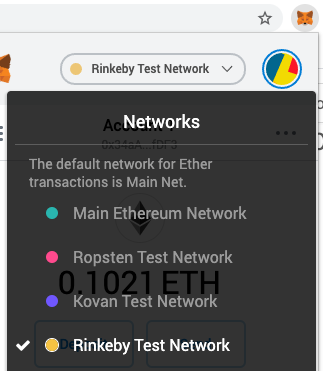 Rinkeby Test Network
Networks
The default network for Ether
transactions is Main Net.
Main Ethereum Network
Ropsten Test Network
0.1021 ETH
Kovan Test Network
Rinkeby Test Network